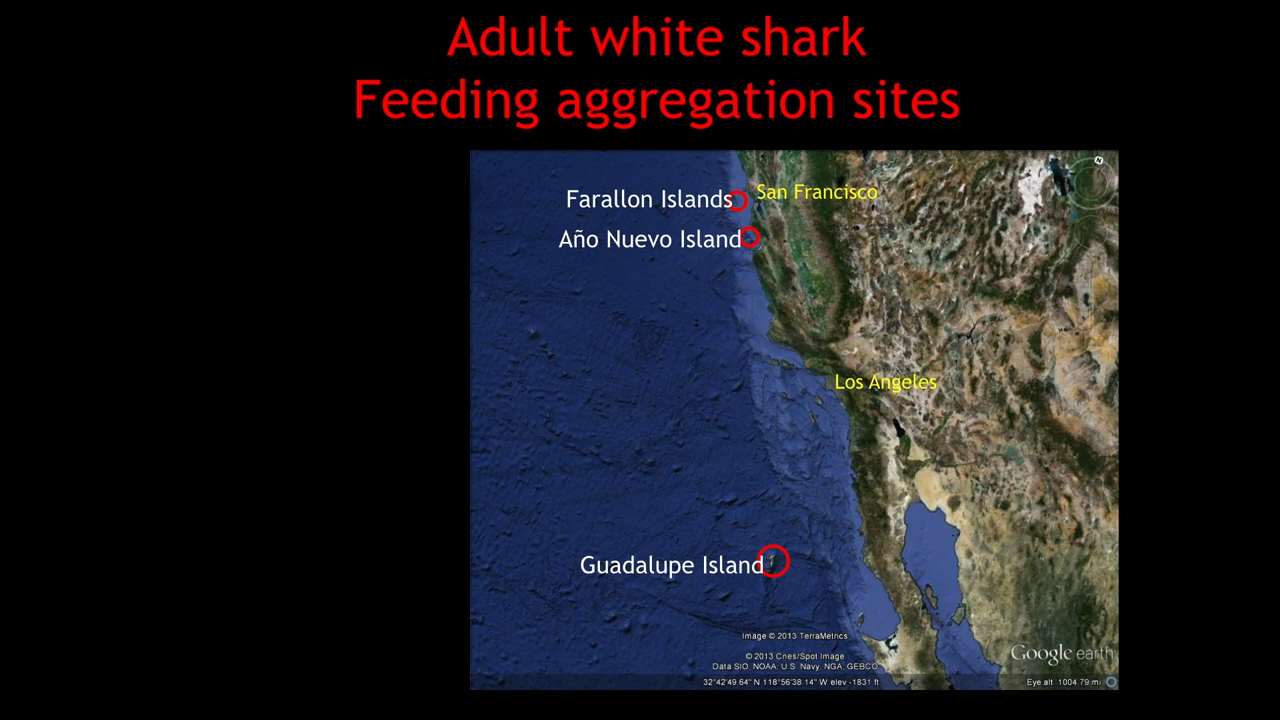 Adult white shark
Feeding aggregation sites
San Francisco
Farallon Islands
Año Nuevo Island
Los Angeles
Guadalupe Island
Image © 2013 TerraMetrics
© 2013 Cnes/Spot Image
Data SIO, NOAA, U.S. Navy, NGA, GEBCO
Google earth
32°42'49.64" N 118°56'38.14" W elev -1831 ft
Eye alt 1004.79 mi